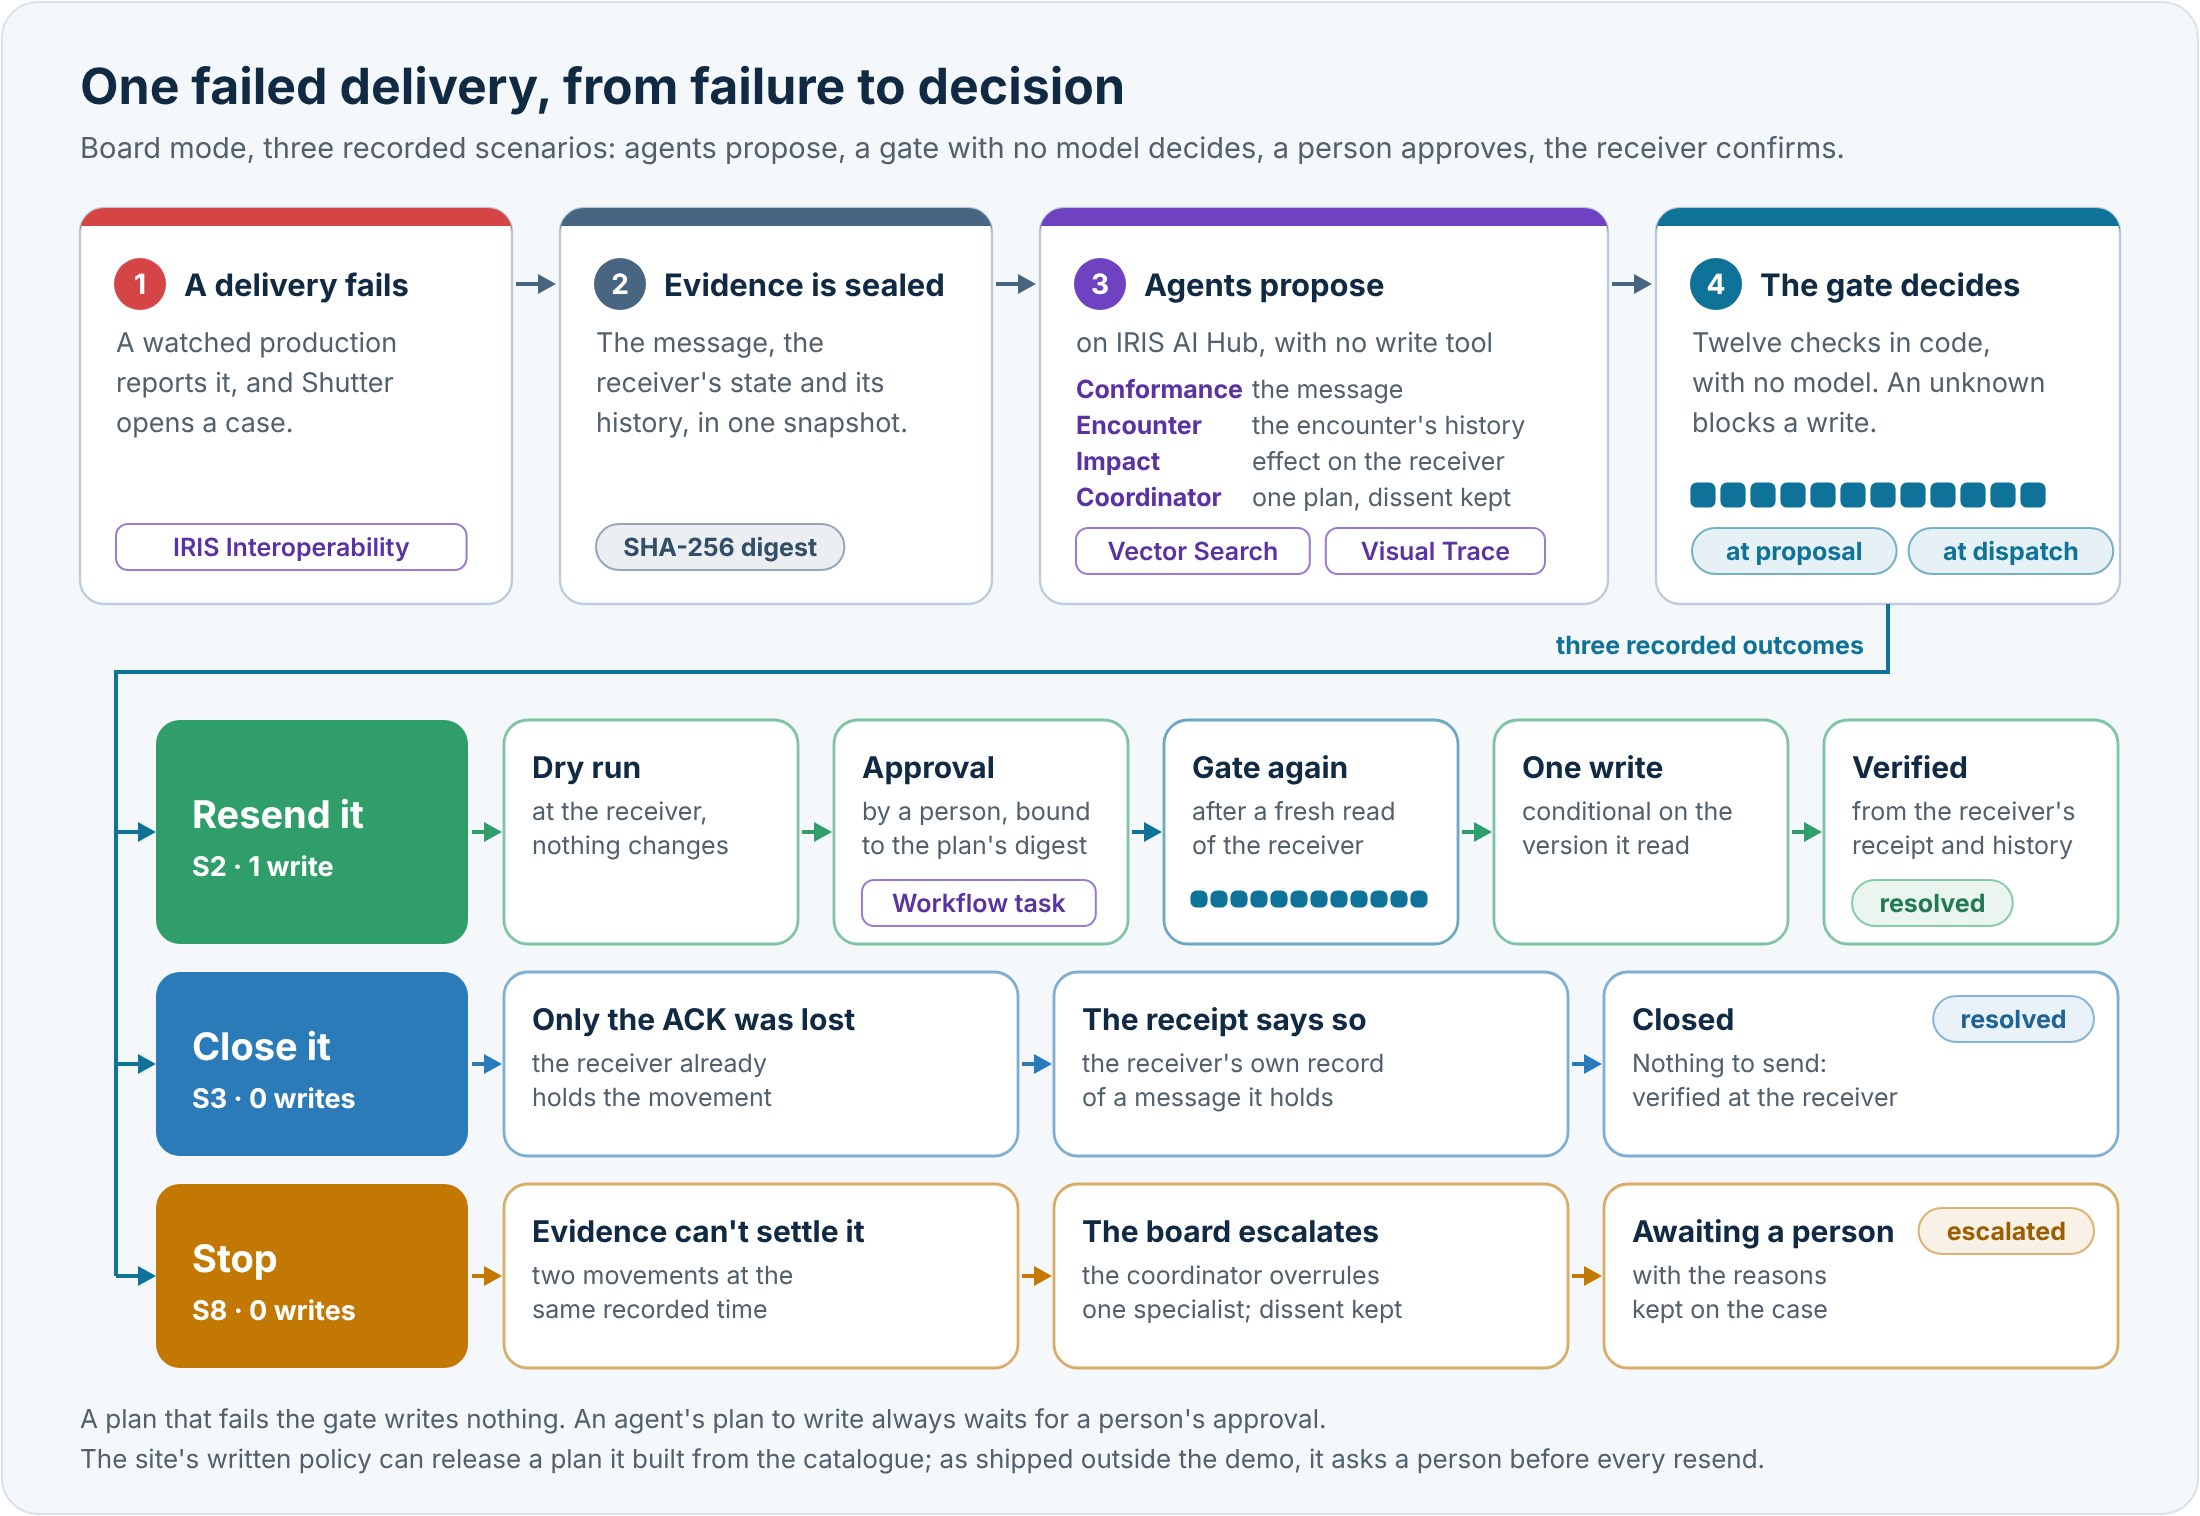 One failed delivery, from failure to decision
Board mode, three recorded scenarios: agents propose, a gate with no model decides, a person approves, the receiver confirms.
1 A delivery fails
A watched production
reports it, and Shutter
opens a case.
IRIS Interoperability
2 Evidence is sealed
The message, the
receiver's state and its
history, in one snapshot.
SHA-256 digest
3 Agents propose
on IRIS AI Hub, with no write tool
Conformance the message
Encounter the encounter's history
Impact effect on the receiver
Coordinator one plan, dissent kept
Vector Search Visual Trace
4 The gate decides
Twelve checks in code,
with no model. An unknown
blocks a write.
at proposal at dispatch
three recorded outcomes
Resend it
S2 · 1 write
Dry run
at the receiver,
nothing changes
Approval
by a person, bound
to the plan's digest
Workflow task
Gate again
after a fresh read
of the receiver
One write
conditional on the
version it read
Verified
from the receiver's
receipt and history
resolved
Close it
S3 · 0 writes
Only the ACK was lost
the receiver already
holds the movement
The receipt says so
the receiver's own record
of a message it holds
Closed resolved
Nothing to send:
verified at the receiver
Stop
S8 · 0 writes
Evidence can't settle it
two movements at the
same recorded time
The board escalates
the coordinator overrules
one specialist; dissent kept
Awaiting a person escalated
with the reasons
kept on the case
A plan that fails the gate writes nothing. An agent's plan to write always waits for a person's approval.
The site's written policy can release a plan it built from the catalogue; as shipped outside the demo, it asks a person before every resend.